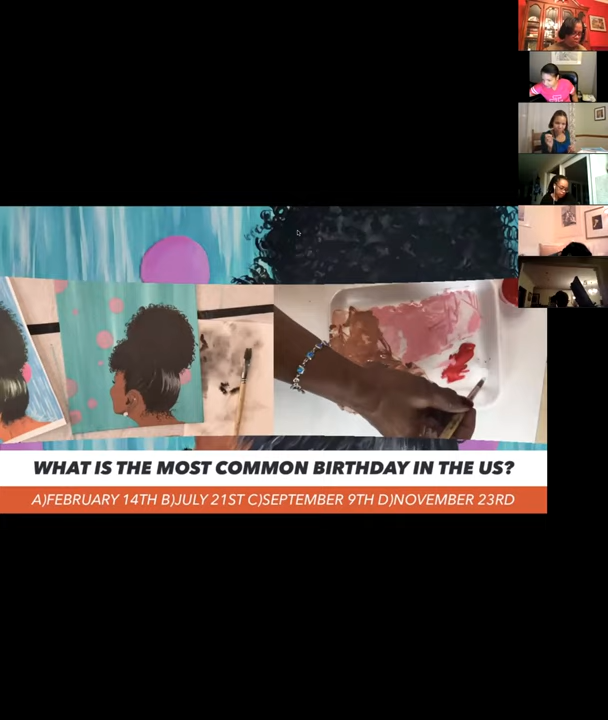 WHAT IS THE MOST COMMON BIRTHDAY IN THE US?
A)FEBRUARY 14TH B)JULY 21ST C)SEPTEMBER 9TH D)NOVEMBER 23RD